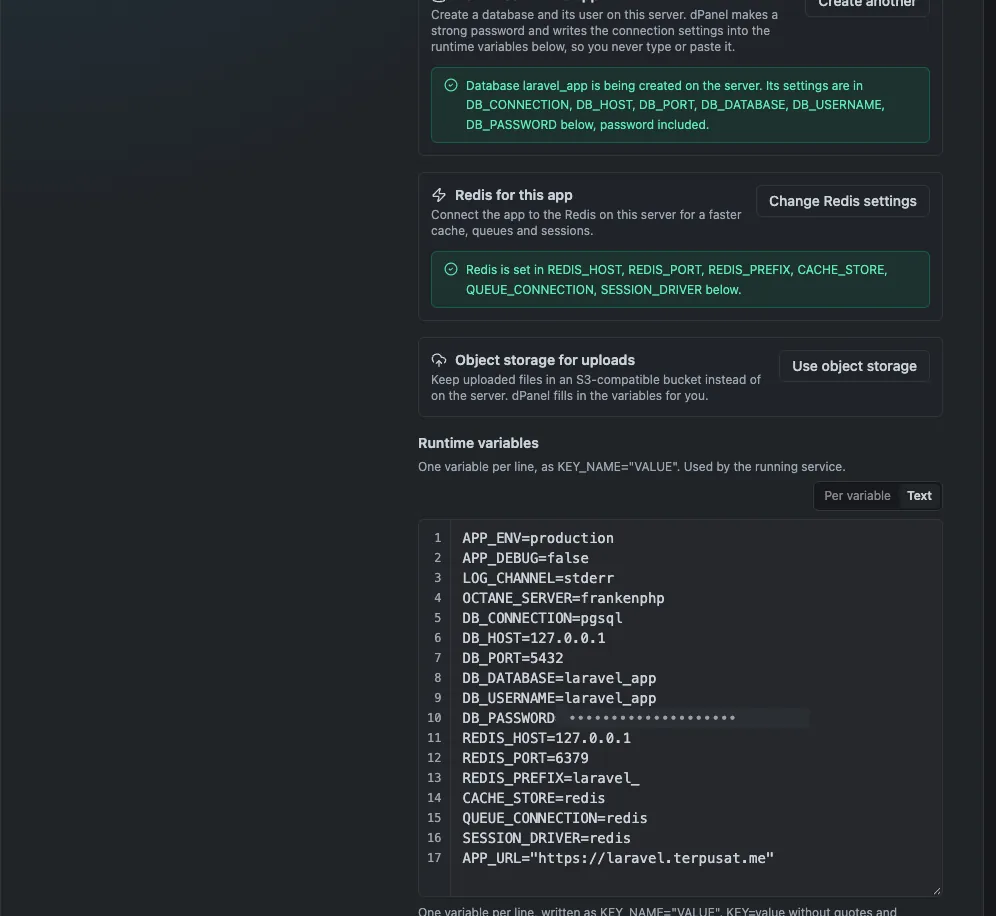 Create another
Create a database and its user on this server. dPanel makes a
strong password and writes the connection settings into the
runtime variables below, so you never type or paste it.
Database laravel_app is being created on the server. Its settings are in
DB_CONNECTION, DB_HOST, DB_PORT, DB_DATABASE, DB_USERNAME,
DB_PASSWORD below, password included.
Redis for this app
Change Redis settings
Connect the app to the Redis on this server for a faster
cache, queues and sessions.
Redis is set in REDIS_HOST, REDIS_PORT, REDIS_PREFIX, CACHE_STORE,
QUEUE_CONNECTION, SESSION_DRIVER below.
Object storage for uploads
Use object storage
Keep uploaded files in an S3-compatible bucket instead of
on the server. dPanel fills in the variables for you.
Runtime variables
One variable per line, as KEY_NAME="VALUE". Used by the running service.
Per variable Text
1 APP_ENV=production
2 APP_DEBUG=false
3 LOG_CHANNEL=stderr
4 OCTANE_SERVER=frankenphp
5 DB_CONNECTION=pgsql
6 DB_HOST=127.0.0.1
7 DB_PORT=5432
8 DB_DATABASE=laravel_app
9 DB_USERNAME=laravel_app
10 DB_PASSWORD ••••••••••••••••••••
11 REDIS_HOST=127.0.0.1
12 REDIS_PORT=6379
13 REDIS_PREFIX=laravel_
14 CACHE_STORE=redis
15 QUEUE_CONNECTION=redis
16 SESSION_DRIVER=redis
17 APP_URL="https://laravel.terpusat.me"
One variable per line, written as KEY_NAME="VALUE". KEY=value without quotes and